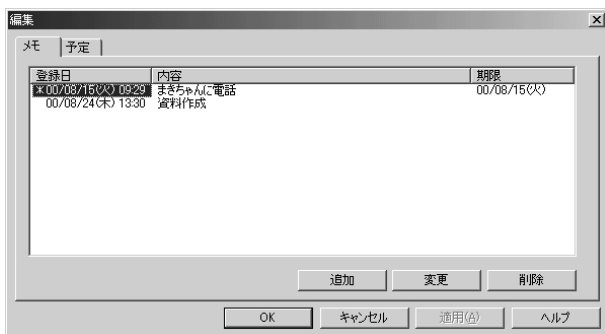 編集
メモ 予定
登録日 内容 期限
*00/08/15(火) 09:29 まきちゃんに電話 00/08/15(火)
00/08/24(木) 13:30 資料作成
追加 変更 削除
OK キャンセル 適用(A) ヘルプ